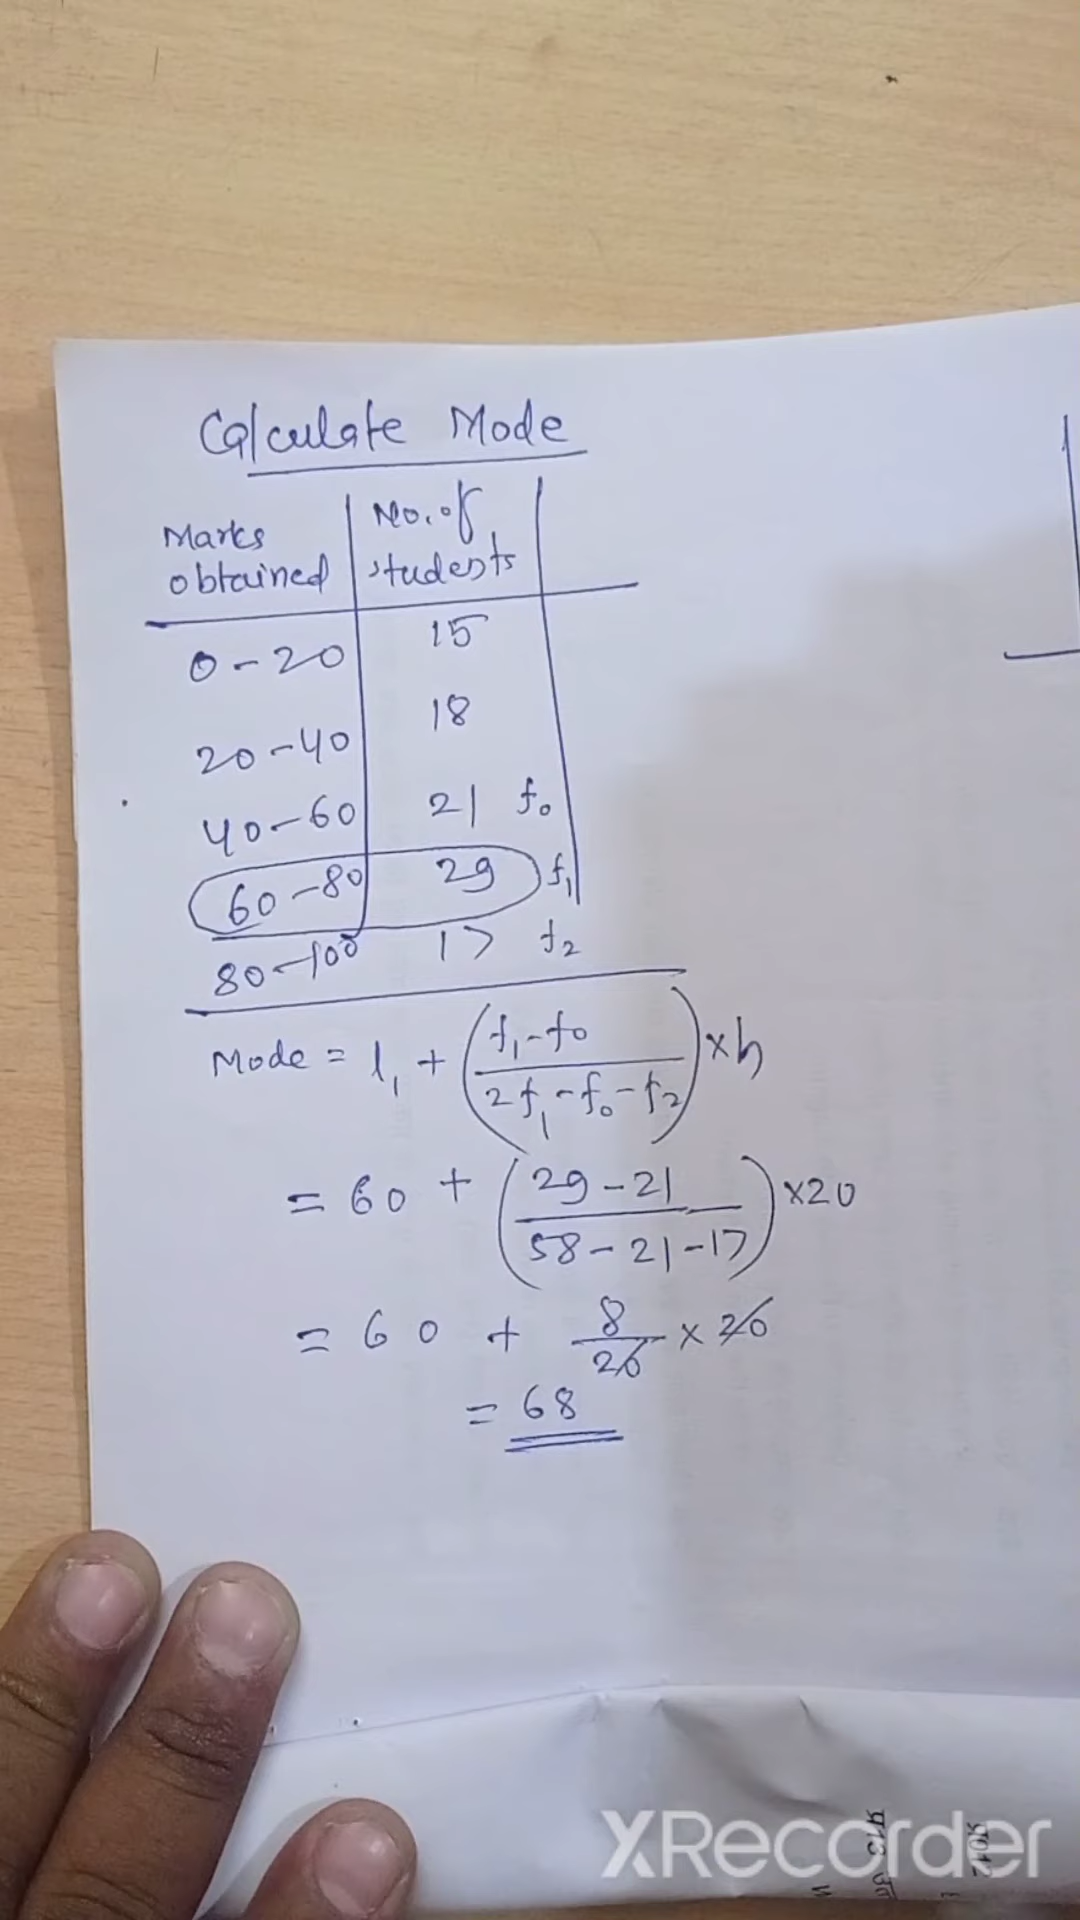 Calculate Mode
Marks obtained | No. of students
0-20 15
20-40 18
40-60 21 f₀
60-80 29 f₁
80-100 17 f₂
Mode = l₁ + (f₁-f₀ / 2f₁-f₀-f₂) × h
= 60 + (29-21 / 58-21-17) ×20
= 60 + 8/20 × 20
= 68
XRecorder